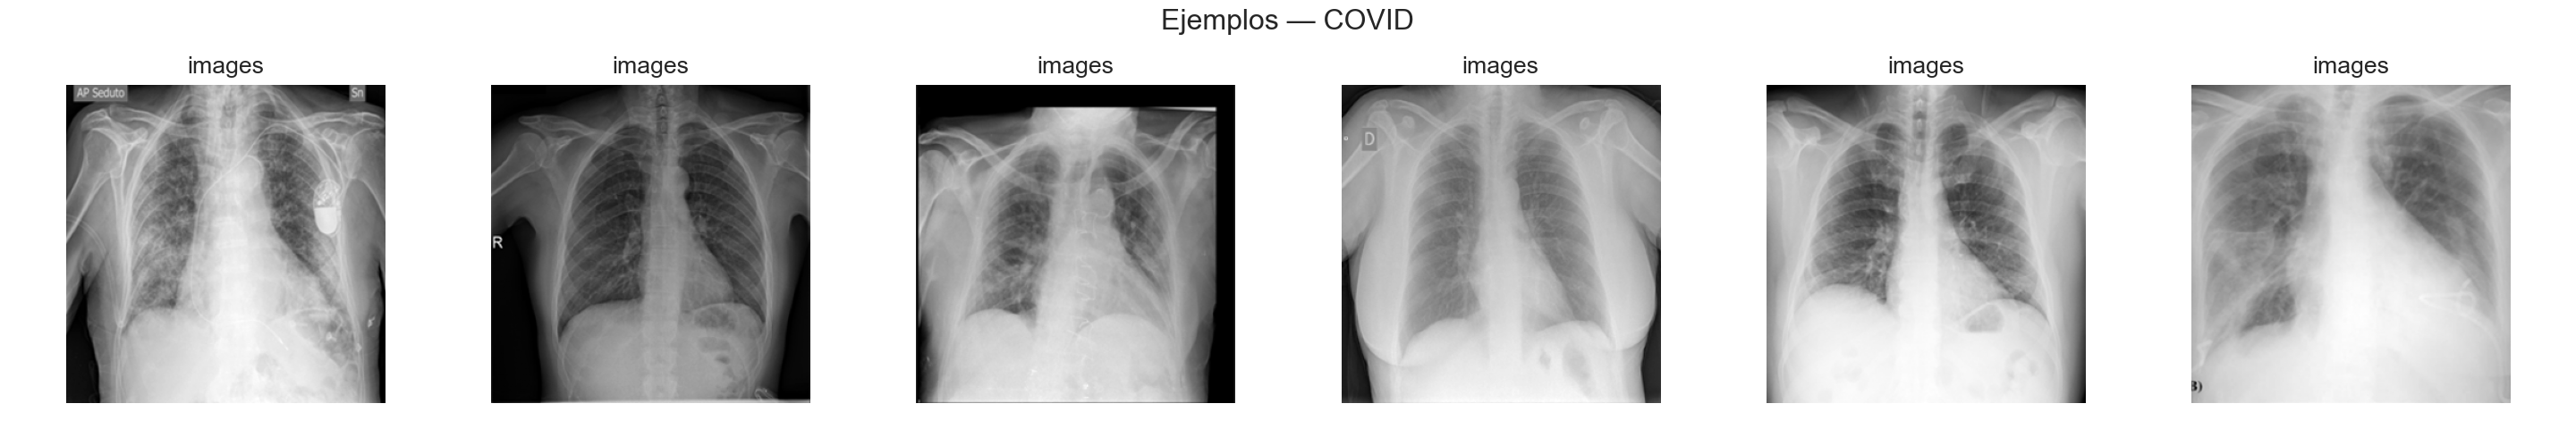 Ejemplos — COVID
images
images
images
images
images
images
AP Seduto
Sn
R
D
B)